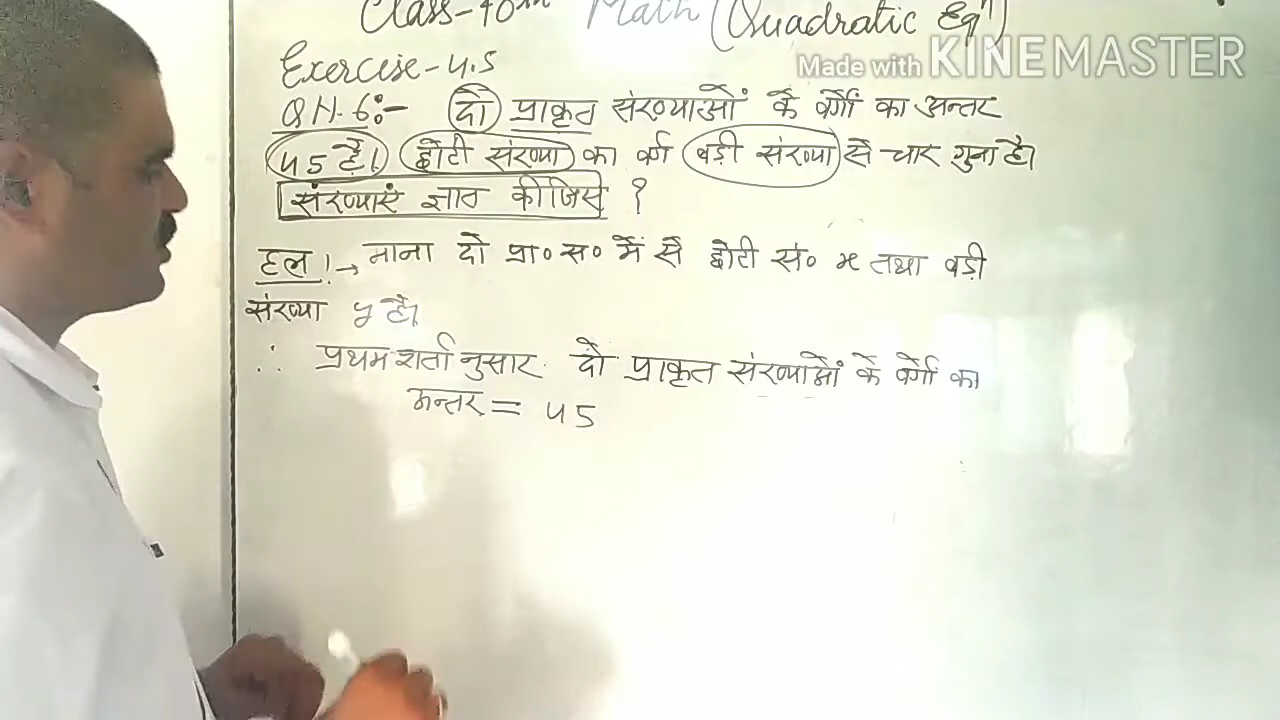 Class-10th Math (Quadratic Eqⁿ)
Made with KINEMASTER
Exercise-4.5
Q.N.6:- दो प्राकृत संख्याओं के वर्गों का अन्तर
45 है। छोटी संख्या का वर्ग बड़ी संख्या से चार गुना है।
संख्याएं ज्ञात कीजिए ?
हल !→ माना दो प्रा० स० में से छोटी सं० x तथा बड़ी
संख्या y है।
∴ प्रथम शर्तानुसार दो प्राकृत संख्याओं के वर्गों का
अन्तर = 45